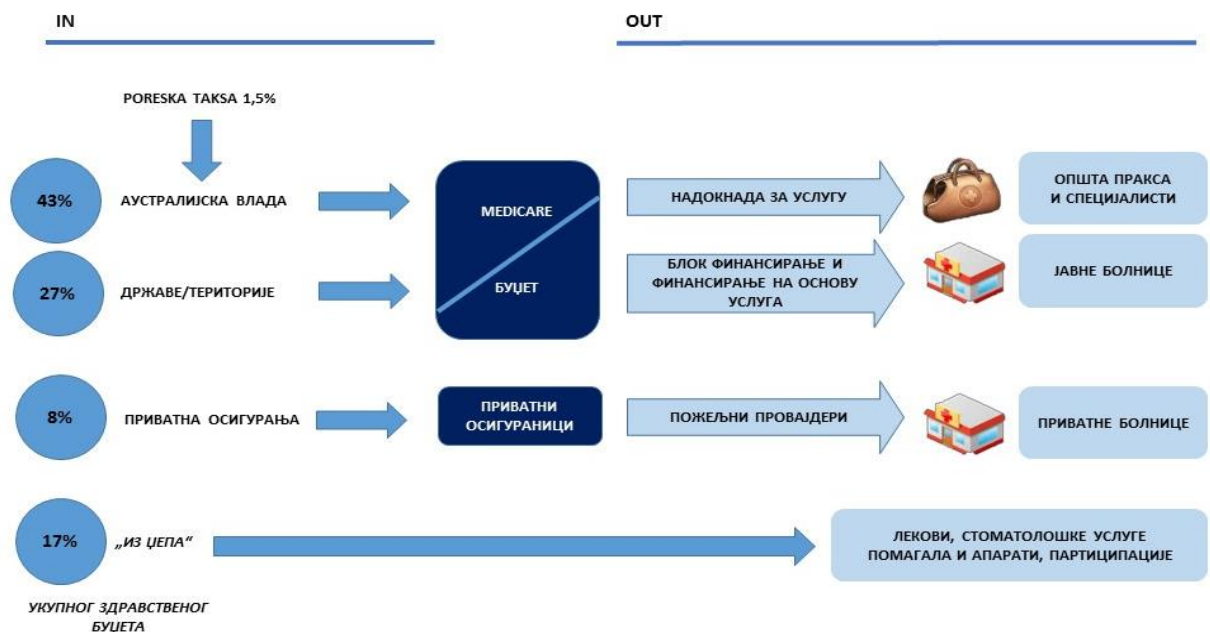 IN
OUT
PORESKA TAKSA 1,5%
43%
АУСТРАЛИЈСКА ВЛАДА
MEDICARE
НАДОКНАДА ЗА УСЛУГУ
ОПШТА ПРАКСА
И СПЕЦИЈАЛИСТИ
27%
ДРЖАВЕ/ТЕРИТОРИЈЕ
БУЏЕТ
БЛОК ФИНАНСИРАЊЕ И
ФИНАНСИРАЊЕ НА ОСНОВУ
УСЛУГА
ЈАВНЕ БОЛНИЦЕ
8%
ПРИВАТНА ОСИГУРАЊА
ПРИВАТНИ
ОСИГУРАНИЦИ
ПОЖЕЉНИ ПРОВАЈДЕРИ
ПРИВАТНЕ БОЛНИЦЕ
17%
„ИЗ ЏЕПА“
ЛЕКОВИ, СТОМАТОЛОШКЕ УСЛУГЕ
ПОМАГАЛА И АПАРАТИ, ПАРТИЦИПАЦИЈЕ
УКУПНОГ ЗДРАВСТВЕНОГ
БУЏЕТА